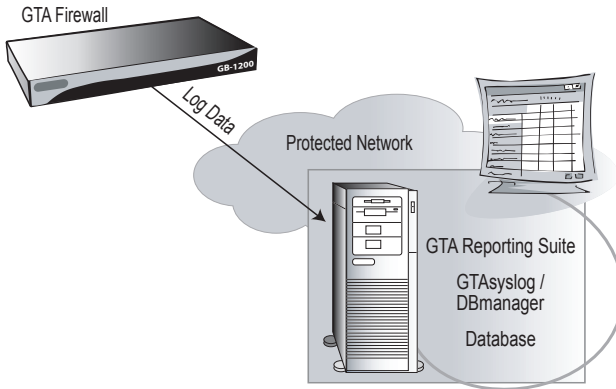 GTA Firewall
GB-1200
Log Data
Protected Network
GTA Reporting Suite
GTAsyslog /
DBmanager
Database